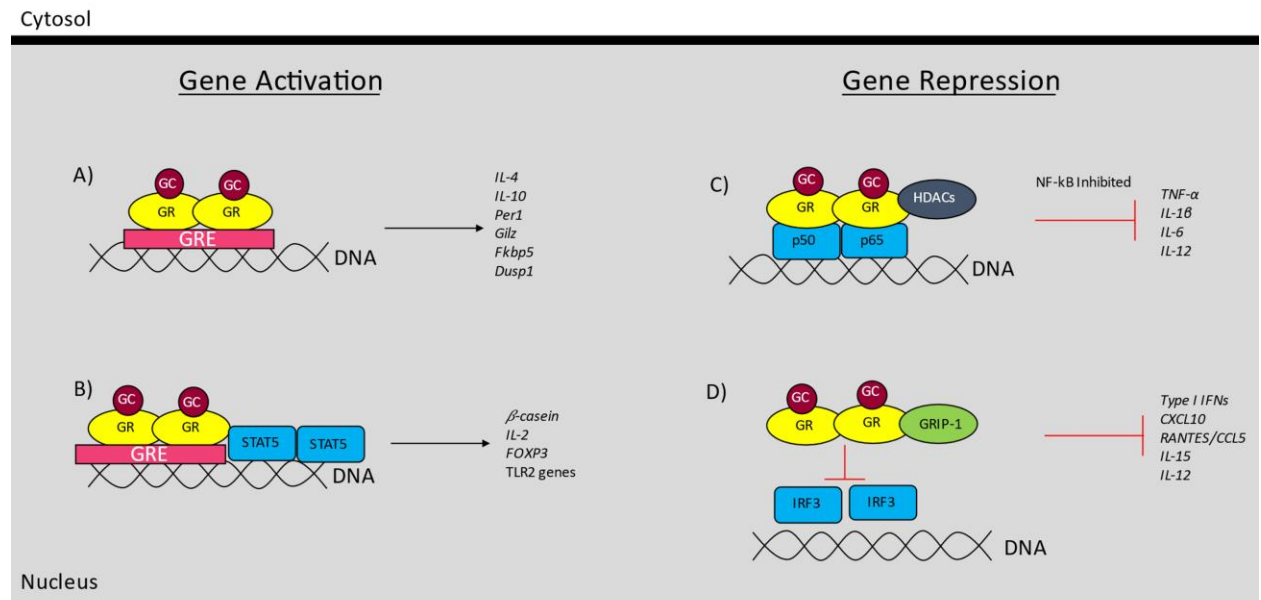 Cytosol
Gene Activation
Gene Repression
A)
GC
GC
GR
GR
GRE
DNA
IL-4
IL-10
Per1
Gilz
Fkbp5
Dusp1
B)
GC
GC
GR
GR
STAT5
STAT5
GRE
DNA
β-casein
IL-2
FOXP3
TLR2 genes
C)
GC
GC
GR
GR
HDACs
p50
p65
DNA
NF-kB Inhibited
TNF-α
IL-1β
IL-6
IL-12
D)
GC
GC
GR
GR
GRIP-1
IRF3
IRF3
DNA
Type I IFNs
CXCL10
RANTES/CCL5
IL-15
IL-12
Nucleus